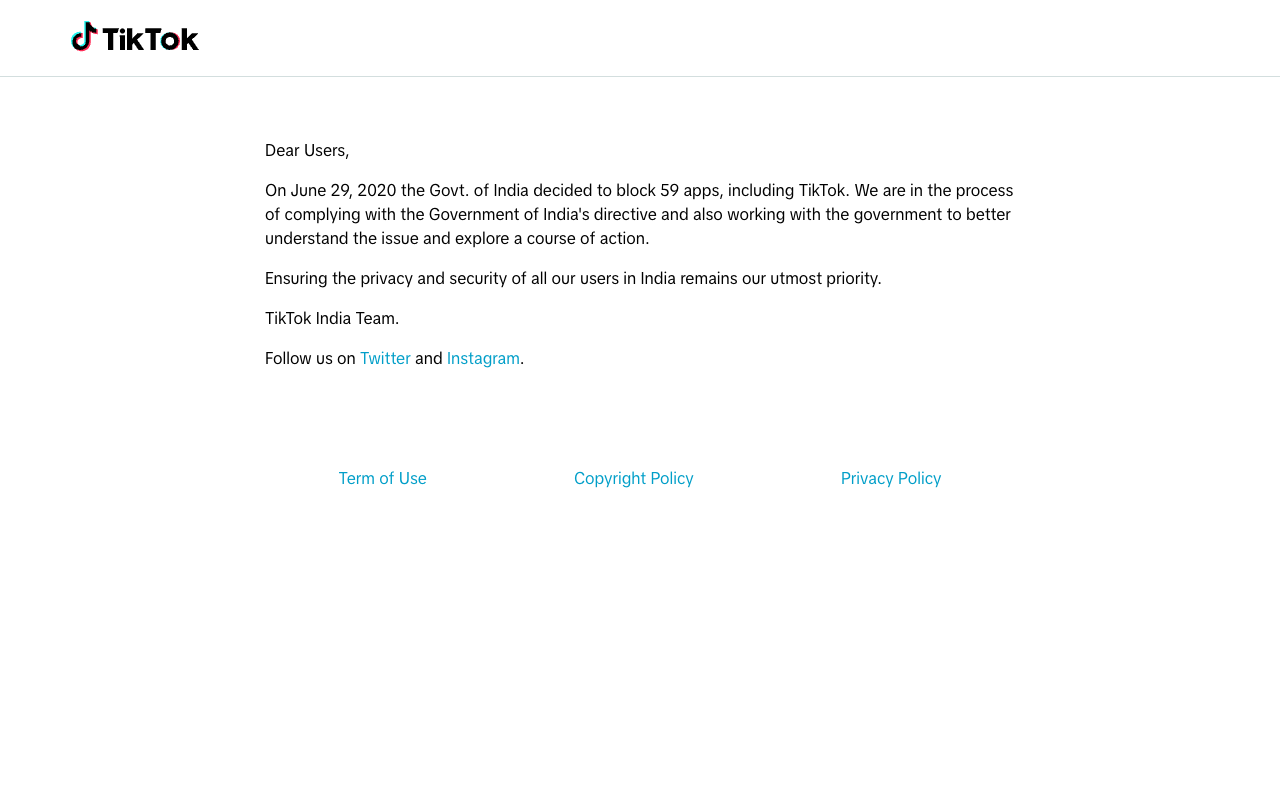 TikTok
Dear Users,
On June 29, 2020 the Govt. of India decided to block 59 apps, including TikTok. We are in the process
of complying with the Government of India's directive and also working with the government to better
understand the issue and explore a course of action.
Ensuring the privacy and security of all our users in India remains our utmost priority.
TikTok India Team.
Follow us on Twitter and Instagram.
Term of Use Copyright Policy Privacy Policy